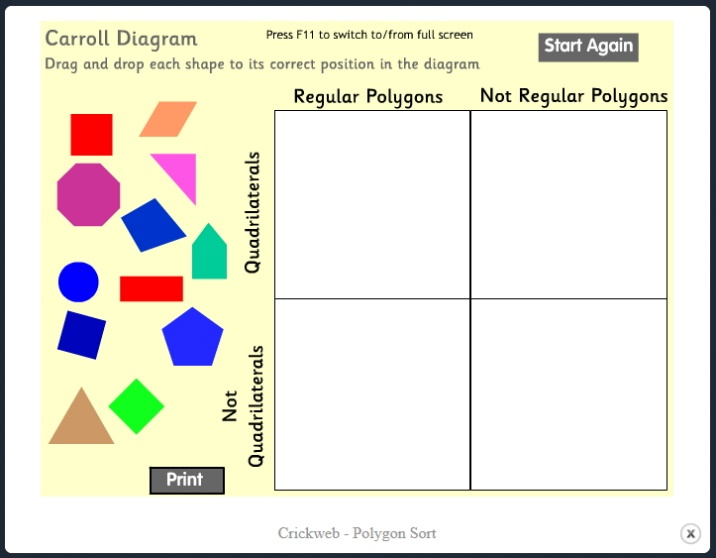 Carroll Diagram
Press F11 to switch to/from full screen
Start Again
Drag and drop each shape to its correct position in the diagram
Regular Polygons
Not Regular Polygons
Quadrilaterals
Not
Quadrilaterals
Print
Crickweb - Polygon Sort
x